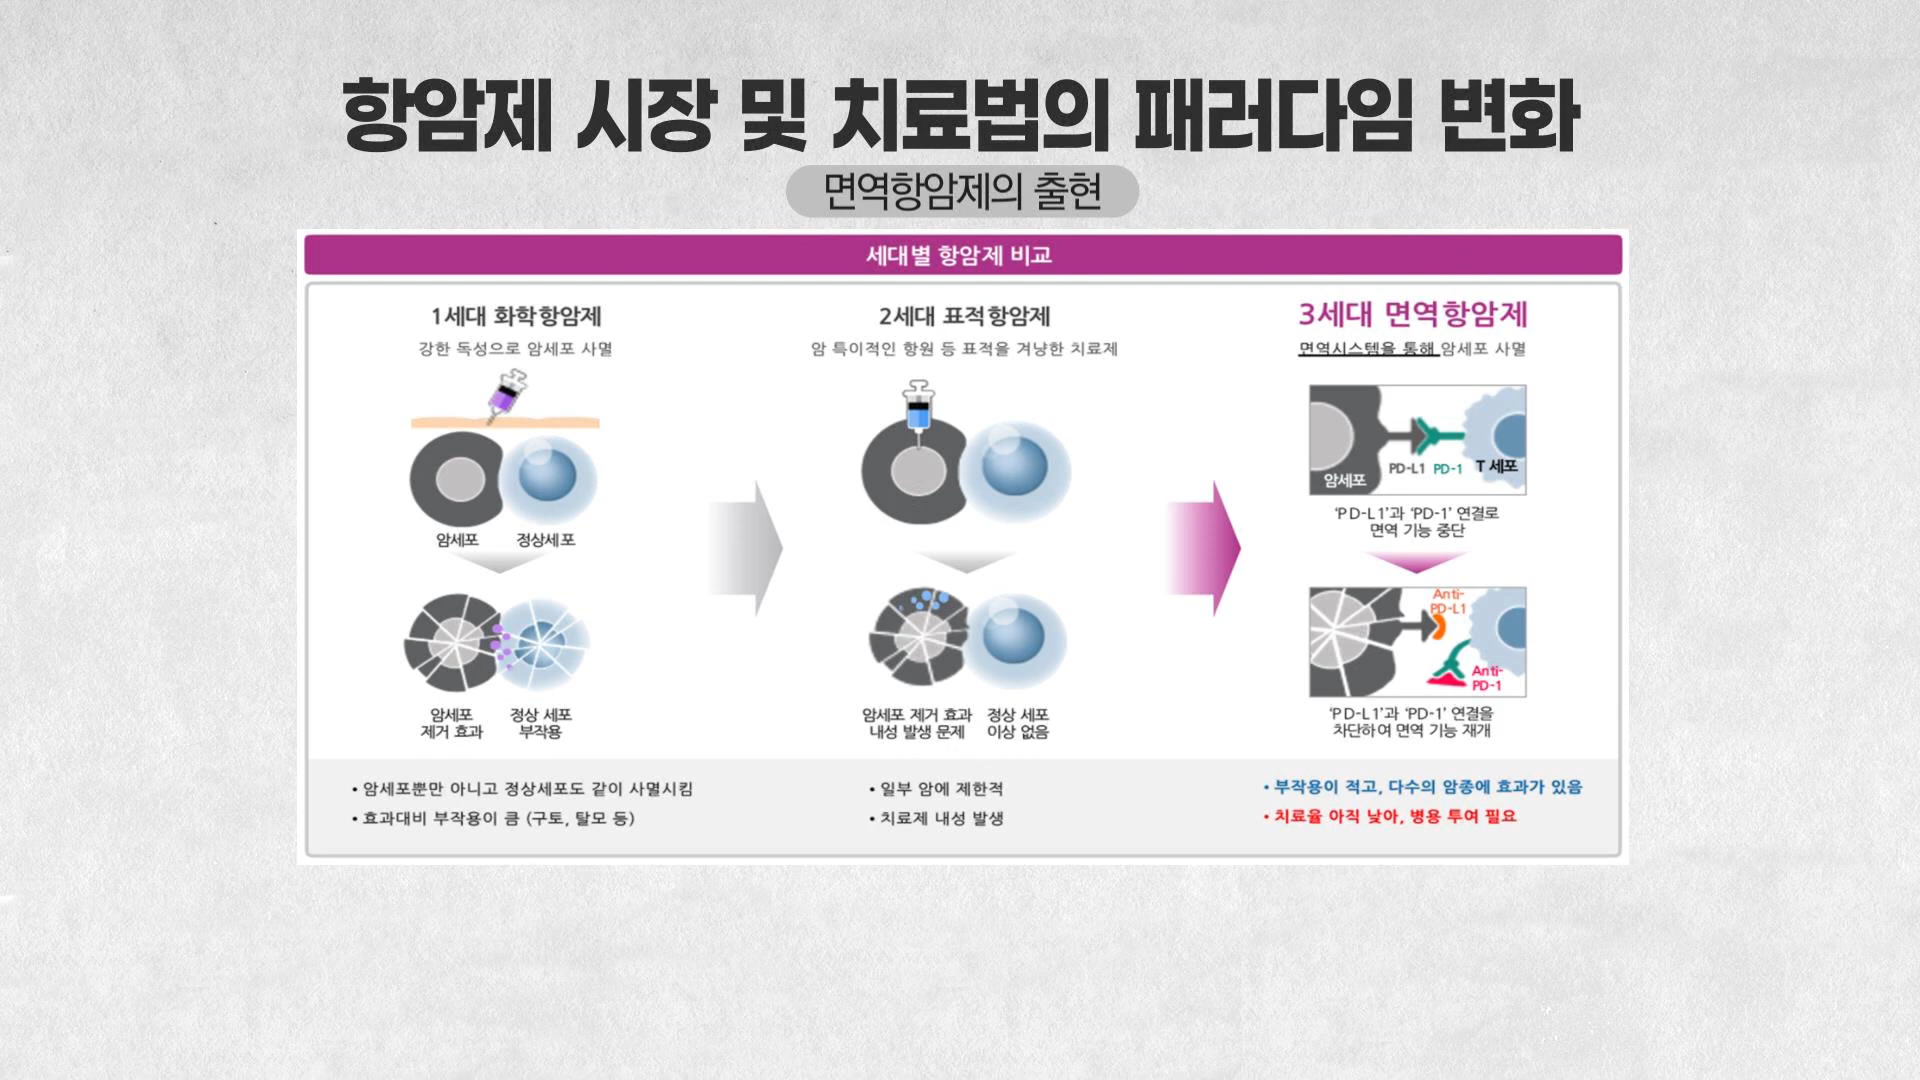 항암제 시장 및 치료법의 패러다임 변화
면역항암제의 출현
세대별 항암제 비교
1세대 화학항암제
강한 독성으로 암세포 사멸
암세포
정상세포
암세포
제거 효과
정상 세포
부작용
• 암세포뿐만 아니고 정상세포도 같이 사멸시킴
• 효과대비 부작용이 큼 (구토, 탈모 등)
2세대 표적항암제
암 특이적인 항원 등 표적을 겨냥한 치료제
암세포 제거 효과
내성 발생 문제
정상 세포
이상 없음
• 일부 암에 제한적
• 치료제 내성 발생
3세대 면역항암제
면역시스템을 통해 암세포 사멸
암세포
PD-L1
PD-1
T 세포
‘PD-L1’과 ‘PD-1’ 연결로
면역 기능 중단
Anti-
PD-L1
Anti-
PD-1
‘PD-L1’과 ‘PD-1’ 연결을
차단하여 면역 기능 재개
• 부작용이 적고, 다수의 암종에 효과가 있음
• 치료율 아직 낮아, 병용 투여 필요